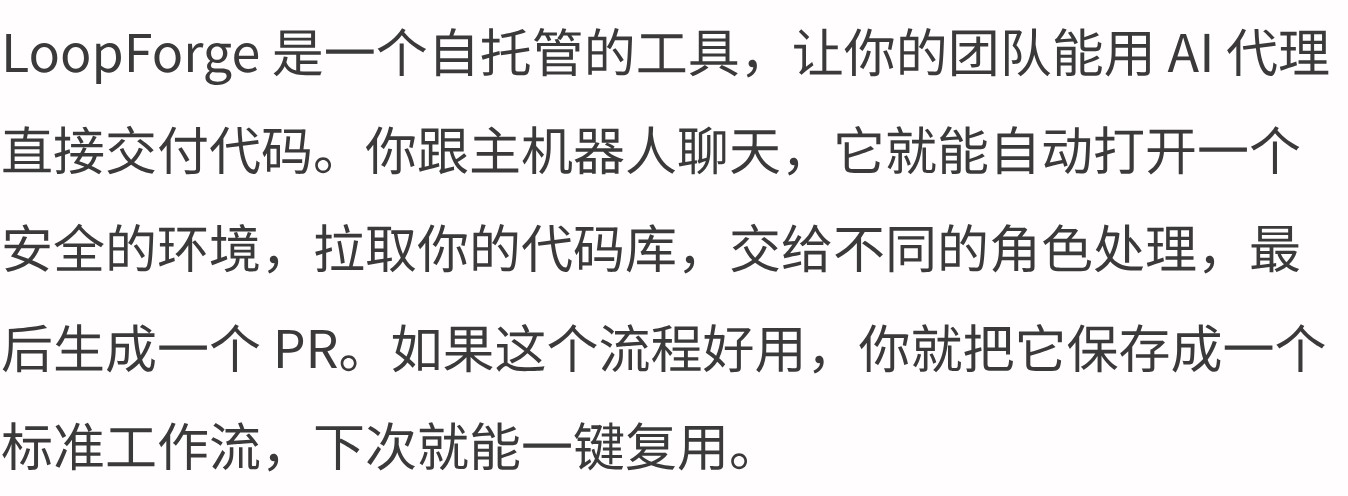 LoopForge 是一个自托管的工具，让你的团队能用 AI 代理
直接交付代码。你跟主机器人聊天，它就能自动打开一个
安全的环境，拉取你的代码库，交给不同的角色处理，最
后生成一个 PR。如果这个流程好用，你就把它保存成一个
标准工作流，下次就能一键复用。